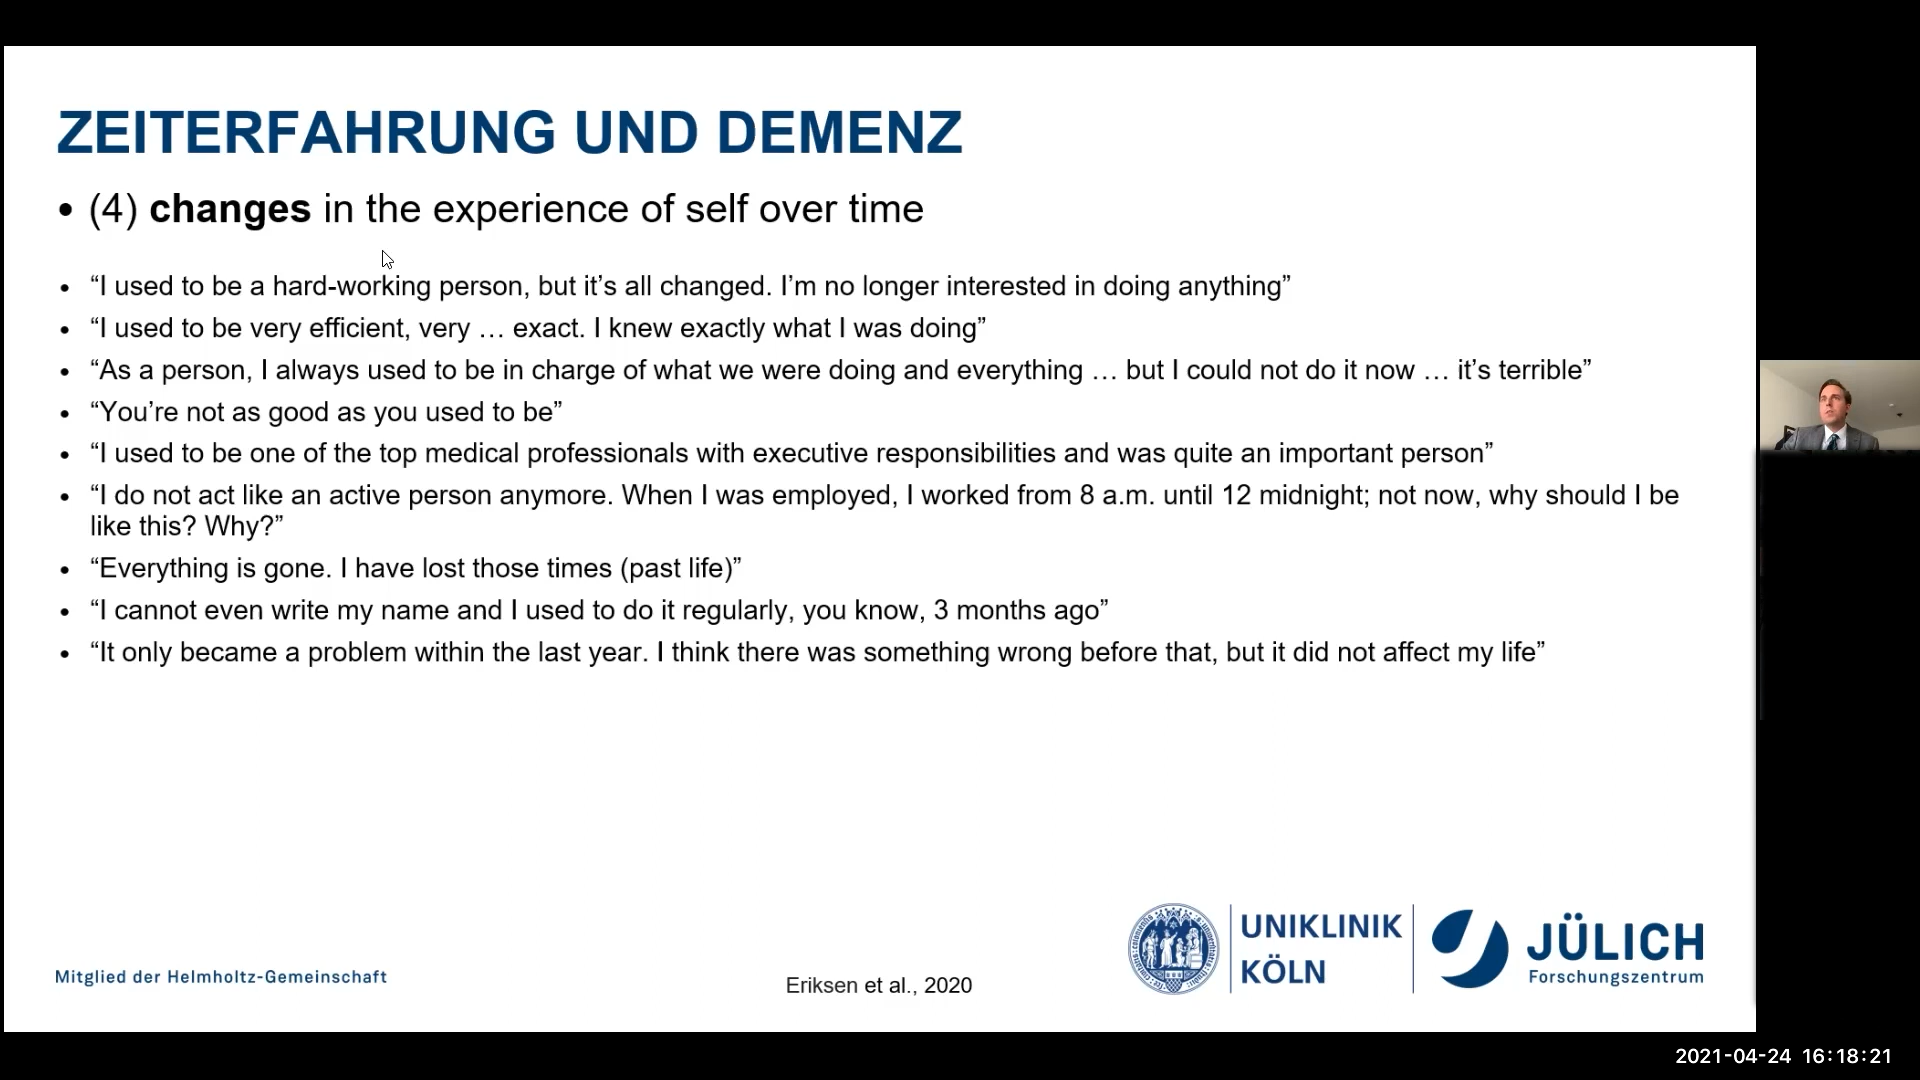 ZEITERFAHRUNG UND DEMENZ
• (4) changes in the experience of self over time
• “I used to be a hard-working person, but it’s all changed. I’m no longer interested in doing anything”
• “I used to be very efficient, very … exact. I knew exactly what I was doing”
• “As a person, I always used to be in charge of what we were doing and everything … but I could not do it now … it’s terrible”
• “You’re not as good as you used to be”
• “I used to be one of the top medical professionals with executive responsibilities and was quite an important person”
• “I do not act like an active person anymore. When I was employed, I worked from 8 a.m. until 12 midnight; not now, why should I be
like this? Why?”
• “Everything is gone. I have lost those times (past life)”
• “I cannot even write my name and I used to do it regularly, you know, 3 months ago”
• “It only became a problem within the last year. I think there was something wrong before that, but it did not affect my life”
Mitglied der Helmholtz-Gemeinschaft
Eriksen et al., 2020
UNIKLINIK
KÖLN
JÜLICH
Forschungszentrum
2021-04-24 16:18:21